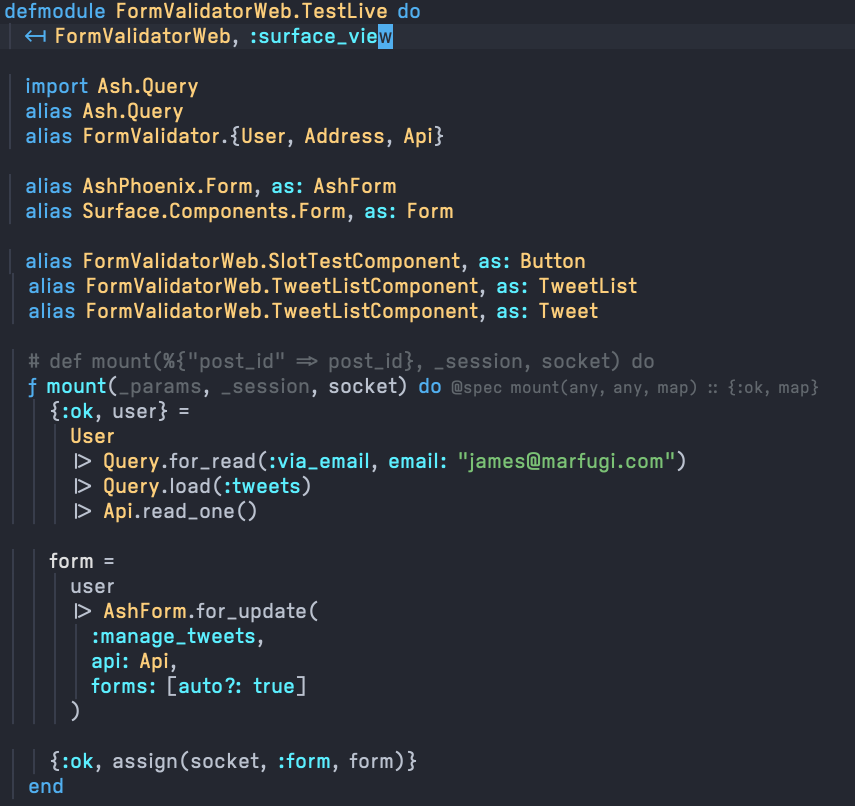 defmodule FormValidatorWeb.TestLive do
↤ FormValidatorWeb, :surface_view
import Ash.Query
alias Ash.Query
alias FormValidator.{User, Address, Api}
alias AshPhoenix.Form, as: AshForm
alias Surface.Components.Form, as: Form
alias FormValidatorWeb.SlotTestComponent, as: Button
alias FormValidatorWeb.TweetListComponent, as: TweetList
alias FormValidatorWeb.TweetListComponent, as: Tweet
# def mount(%{"post_id" => post_id}, _session, socket) do
ƒ mount(_params, _session, socket) do @spec mount(any, any, map) :: {:ok, map}
{:ok, user} =
User
|> Query.for_read(:via_email, email: "james@marfugi.com")
|> Query.load(:tweets)
|> Api.read_one()
form =
user
|> AshForm.for_update(
:manage_tweets,
api: Api,
forms: [auto?: true]
)
{:ok, assign(socket, :form, form)}
end